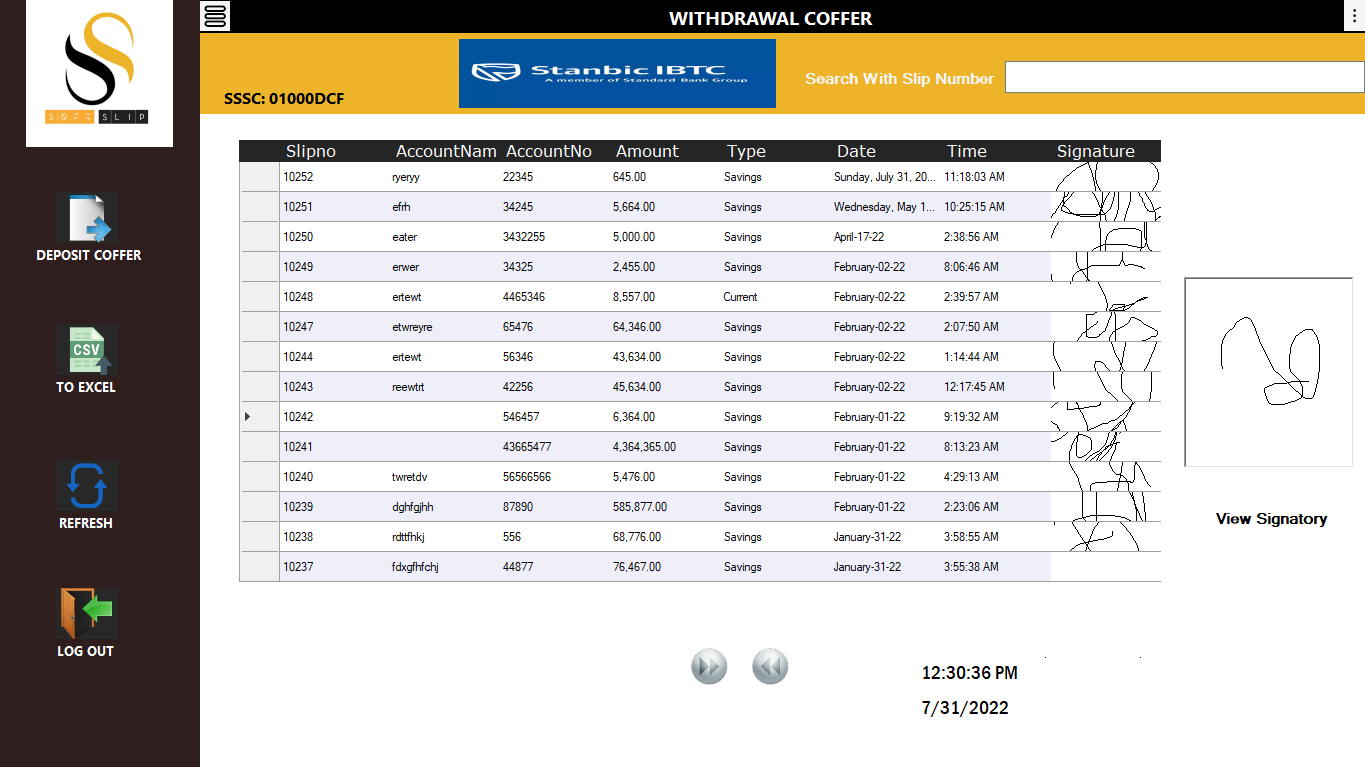 WITHDRAWAL COFFER
SOFT SLIP
Stanbic IBTC
A member of Standard Bank Group
Search With Slip Number
SSSC: 01000DCF
Slipno AccountNam AccountNo Amount Type Date Time Signature
10252 ryeryy 22345 645.00 Savings Sunday, July 31, 20... 11:18:03 AM
10251 efrh 34245 5,664.00 Savings Wednesday, May 1... 10:25:15 AM
10250 eater 3432255 5,000.00 Savings April-17-22 2:38:56 AM
10249 erwer 34325 2,455.00 Savings February-02-22 8:06:46 AM
10248 ertewt 4465346 8,557.00 Current February-02-22 2:39:57 AM
10247 etwreyre 65476 64,346.00 Savings February-02-22 2:07:50 AM
10244 ertewt 56346 43,634.00 Savings February-02-22 1:14:44 AM
10243 reewtrt 42256 45,634.00 Savings February-02-22 12:17:45 AM
10242 546457 6,364.00 Savings February-01-22 9:19:32 AM
10241 43665477 4,364,365.00 Savings February-01-22 8:13:23 AM
10240 twretdv 56566566 5,476.00 Savings February-01-22 4:29:13 AM
10239 dghfgjhh 87890 585,877.00 Savings February-01-22 2:23:06 AM
10238 rdttfhkj 556 68,776.00 Savings January-31-22 3:58:55 AM
10237 fdxgfhfchj 44877 76,467.00 Savings January-31-22 3:55:38 AM
DEPOSIT COFFER
CSV
TO EXCEL
REFRESH
LOG OUT
View Signatory
12:30:36 PM
7/31/2022